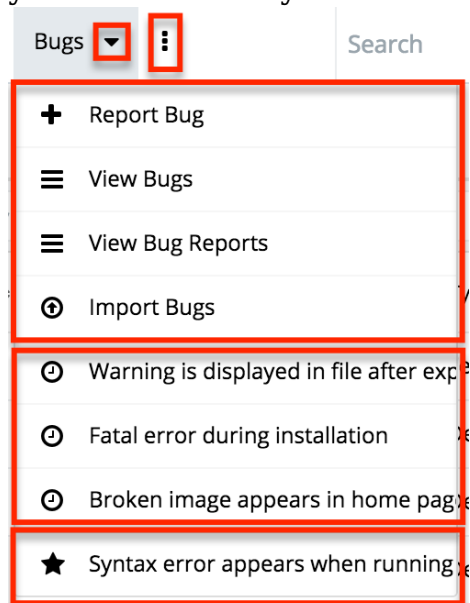 Bugs
Search
Report Bug
View Bugs
View Bug Reports
Import Bugs
Warning is displayed in file after exp
Fatal error during installation
Broken image appears in home pag
Syntax error appears when running